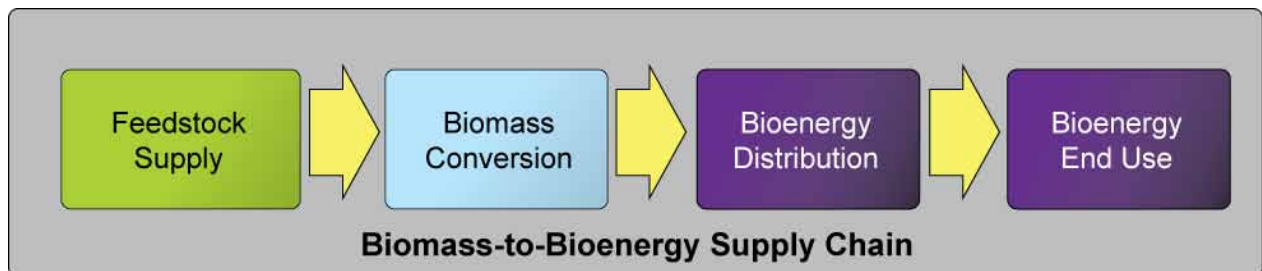 Feedstock
Supply
Biomass
Conversion
Bioenergy
Distribution
Bioenergy
End Use
Biomass-to-Bioenergy Supply Chain